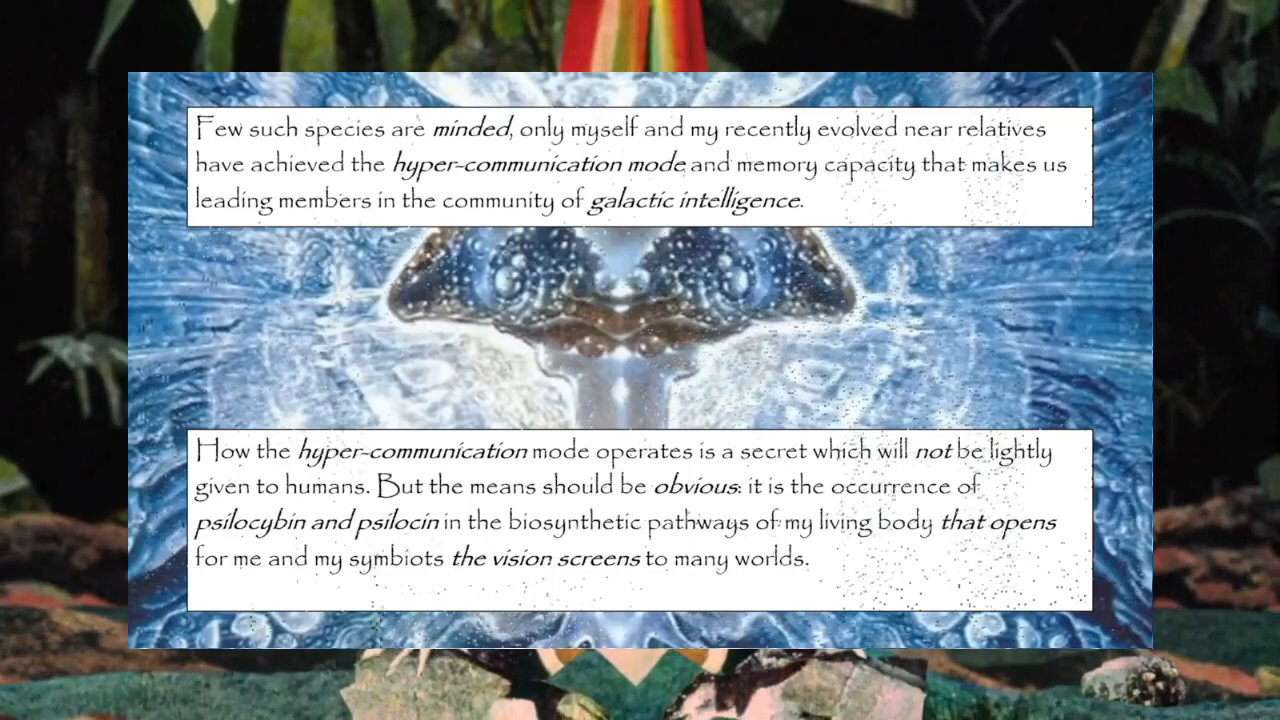 Few such species are minded, only myself and my recently evolved near relatives
have achieved the hyper-communication mode and memory capacity that makes us
leading members in the community of galactic intelligence.
How the hyper-communication mode operates is a secret which will not be lightly
given to humans. But the means should be obvious: it is the occurrence of
psilocybin and psilocin in the biosynthetic pathways of my living body that opens
for me and my symbiots the vision screens to many worlds.